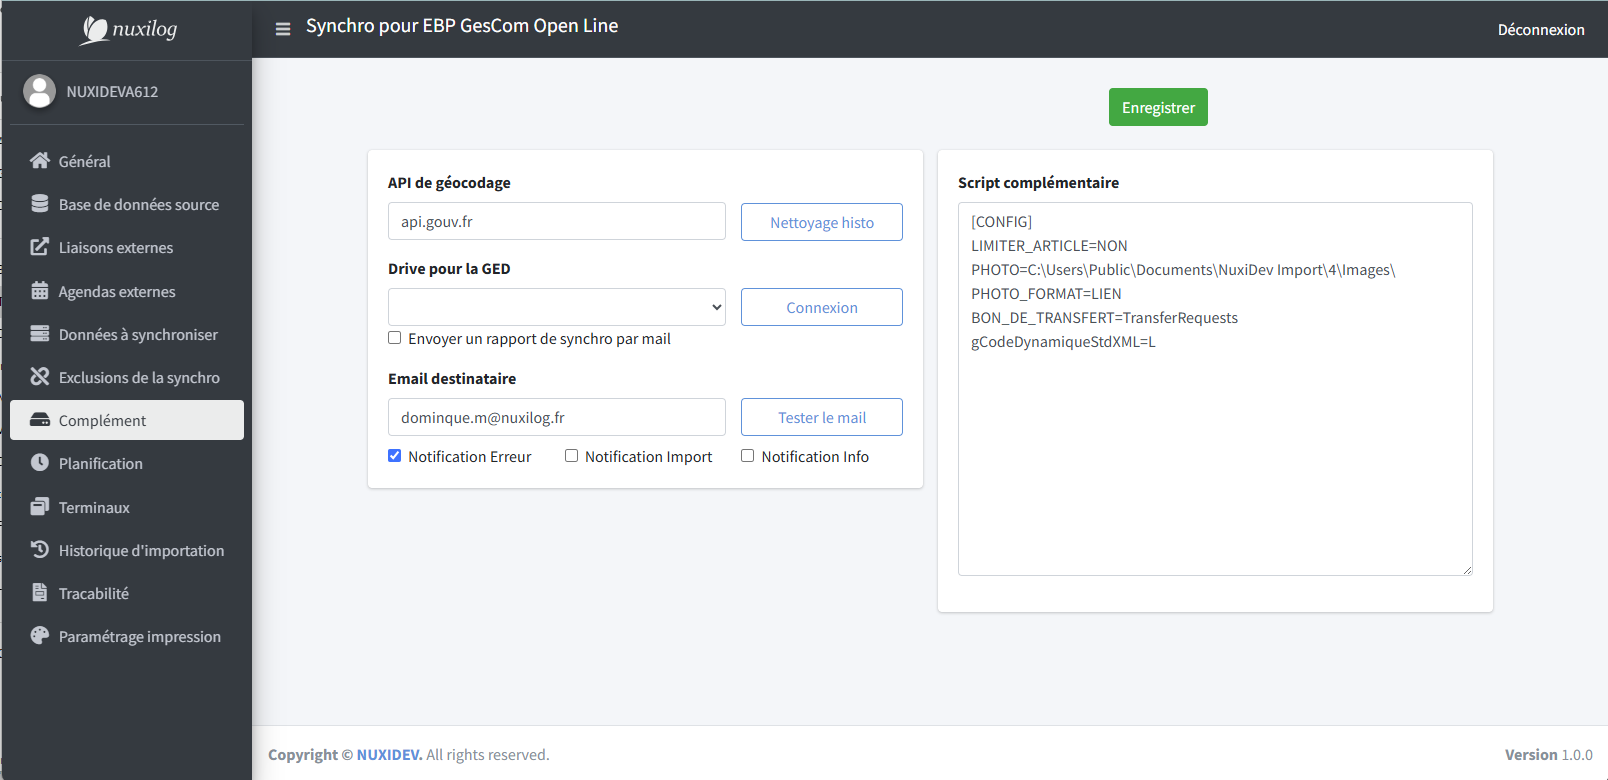 nuxilog
Synchro pour EBP GesCom Open Line
Déconnexion
NUXIDEVA612
Général
Base de données source
Liaisons externes
Agendas externes
Données à synchroniser
Exclusions de la synchro
Complément
Planification
Terminaux
Historique d'importation
Tracabilité
Paramétrage impression
Enregistrer
API de géocodage
api.gouv.fr
Nettoyage histo
Drive pour la GED
Connexion
Envoyer un rapport de synchro par mail
Email destinataire
dominque.m@nuxilog.fr
Tester le mail
Notification Erreur
Notification Import
Notification Info
Script complémentaire
[CONFIG]
LIMITER_ARTICLE=NON
PHOTO=C:\Users\Public\Documents\NuxiDev Import\4\Images\
PHOTO_FORMAT=LIEN
BON_DE_TRANSFERT=TransferRequests
gCodeDynamiqueStdXML=L
Copyright © NUXIDEV. All rights reserved.
Version 1.0.0